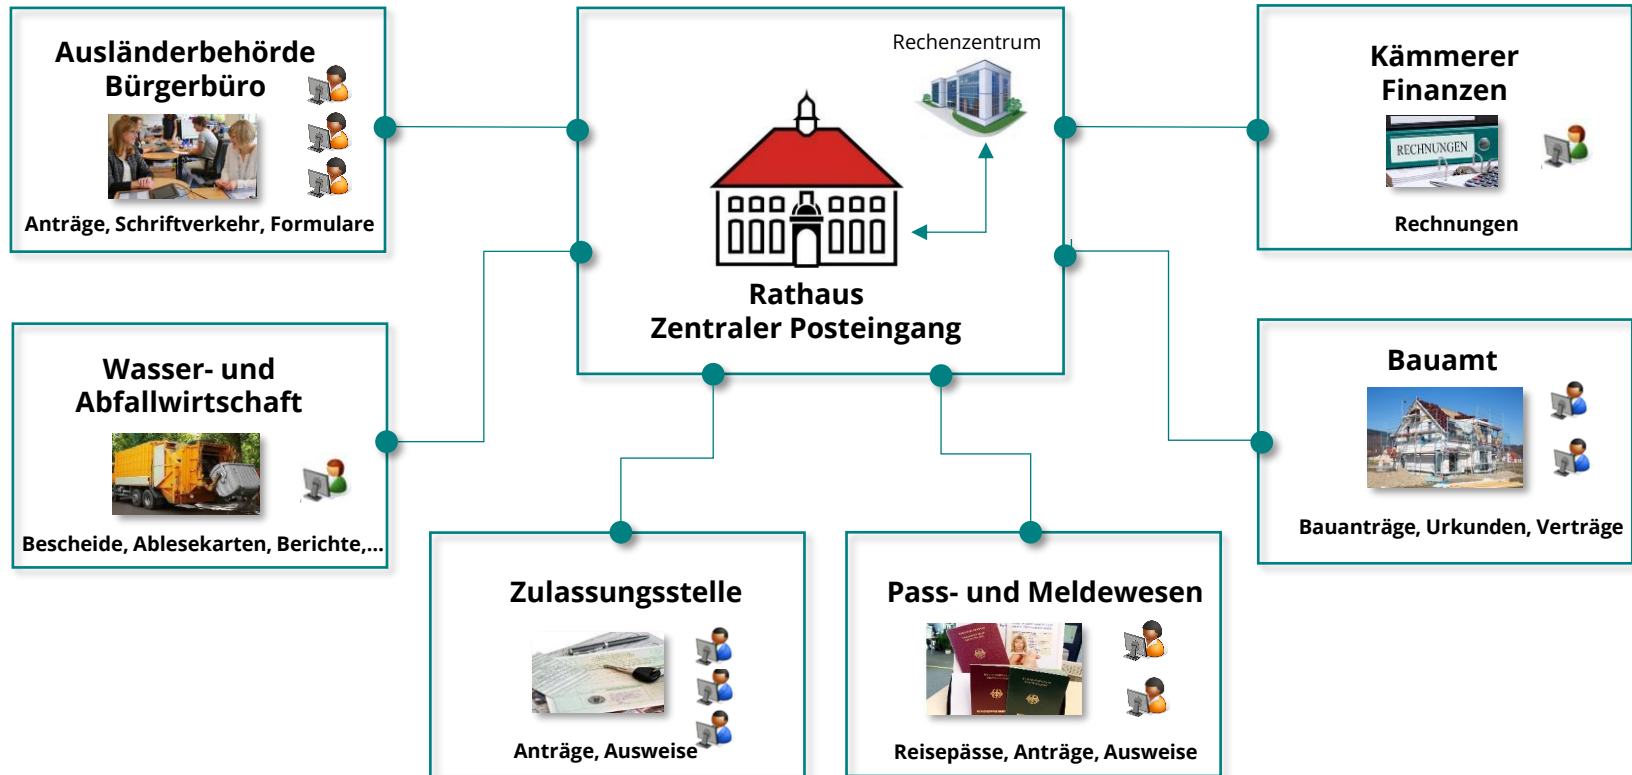 Ausländerbehörde
Bürgerbüro
Anträge, Schriftverkehr, Formulare
Rechenzentrum
Rathaus
Zentraler Posteingang
Kämmerer
Finanzen
RECHNUNGEN
Rechnungen
Wasser- und
Abfallwirtschaft
Bescheide, Ablesekarten, Berichte,...
Bauamt
Bauanträge, Urkunden, Verträge
Zulassungsstelle
Anträge, Ausweise
Pass- und Meldewesen
Reisepässe, Anträge, Ausweise